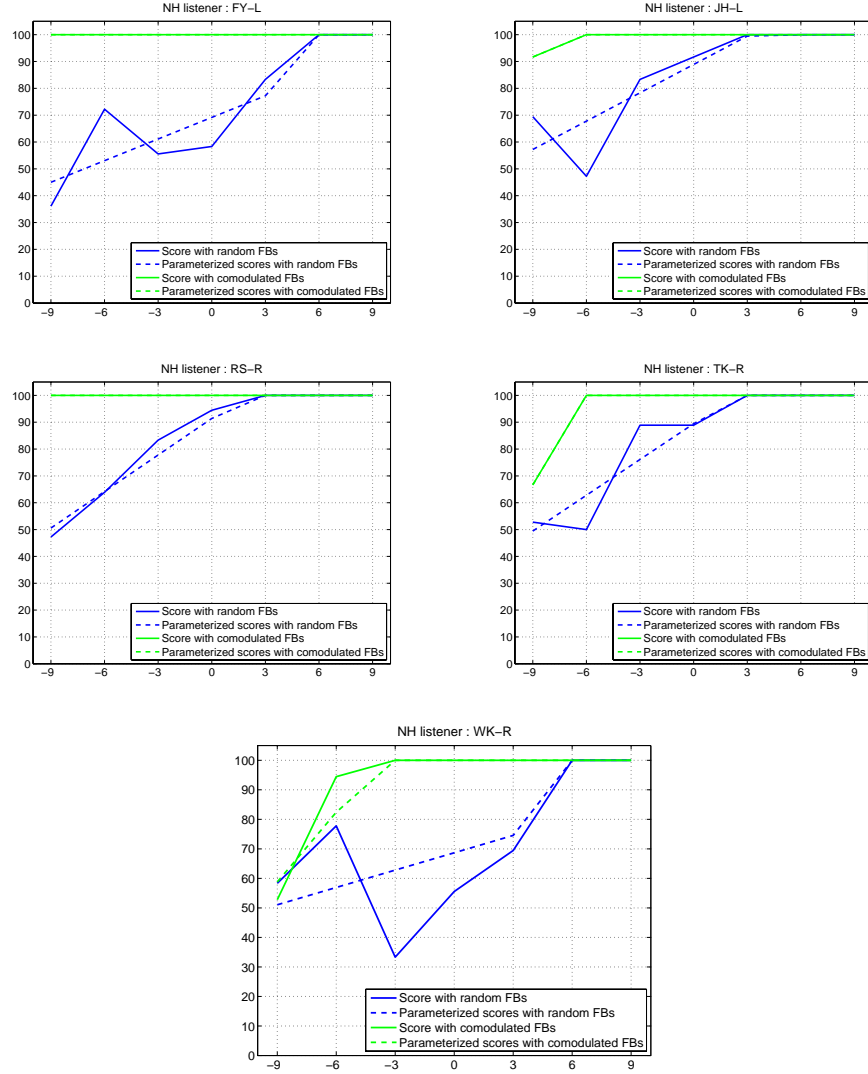 NH listener : FY−L
100
90
80
70
60
50
40
30
20
10
0
−9 −6 −3 0 3 6 9
Score with random FBs
Parameterized scores with random FBs
Score with comodulated FBs
Parameterized scores with comodulated FBs
NH listener : JH−L
100
90
80
70
60
50
40
30
20
10
0
−9 −6 −3 0 3 6 9
Score with random FBs
Parameterized scores with random FBs
Score with comodulated FBs
Parameterized scores with comodulated FBs
NH listener : RS−R
100
90
80
70
60
50
40
30
20
10
0
−9 −6 −3 0 3 6 9
Score with random FBs
Parameterized scores with random FBs
Score with comodulated FBs
Parameterized scores with comodulated FBs
NH listener : TK−R
100
90
80
70
60
50
40
30
20
10
0
−9 −6 −3 0 3 6 9
Score with random FBs
Parameterized scores with random FBs
Score with comodulated FBs
Parameterized scores with comodulated FBs
NH listener : WK−R
100
90
80
70
60
50
40
30
20
10
0
−9 −6 −3 0 3 6 9
Score with random FBs
Parameterized scores with random FBs
Score with comodulated FBs
Parameterized scores with comodulated FBs